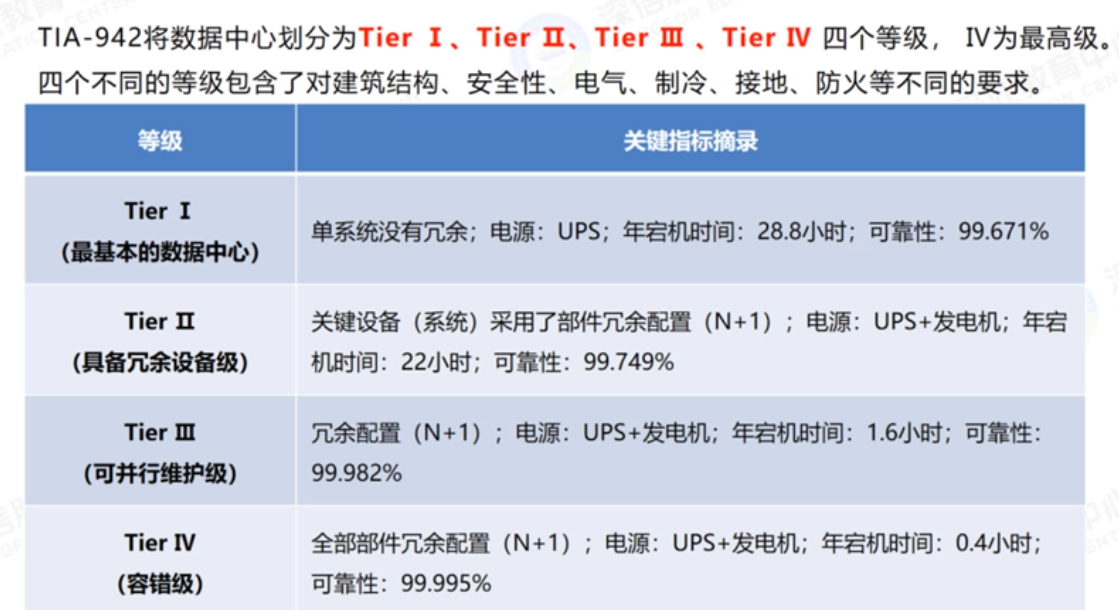 TIA-942将数据中心划分为Tier Ⅰ、Tier Ⅱ、Tier Ⅲ 、Tier Ⅳ 四个等级， Ⅳ为最高级。
四个不同的等级包含了对建筑结构、安全性、电气、制冷、接地、防火等不同的要求。
等级
关键指标摘录
Tier Ⅰ
(最基本的数据中心)
单系统没有冗余；电源：UPS；年宕机时间：28.8小时；可靠性：99.671%
Tier Ⅱ
(具备冗余设备级)
关键设备（系统）采用了部件冗余配置（N+1）；电源：UPS+发电机；年宕
机时间：22小时；可靠性：99.749%
Tier Ⅲ
(可并行维护级)
冗余配置（N+1）；电源：UPS+发电机；年宕机时间：1.6小时；可靠性：
99.982%
Tier Ⅳ
(容错级)
全部部件冗余配置（N+1）；电源：UPS+发电机；年宕机时间：0.4小时；
可靠性：99.995%